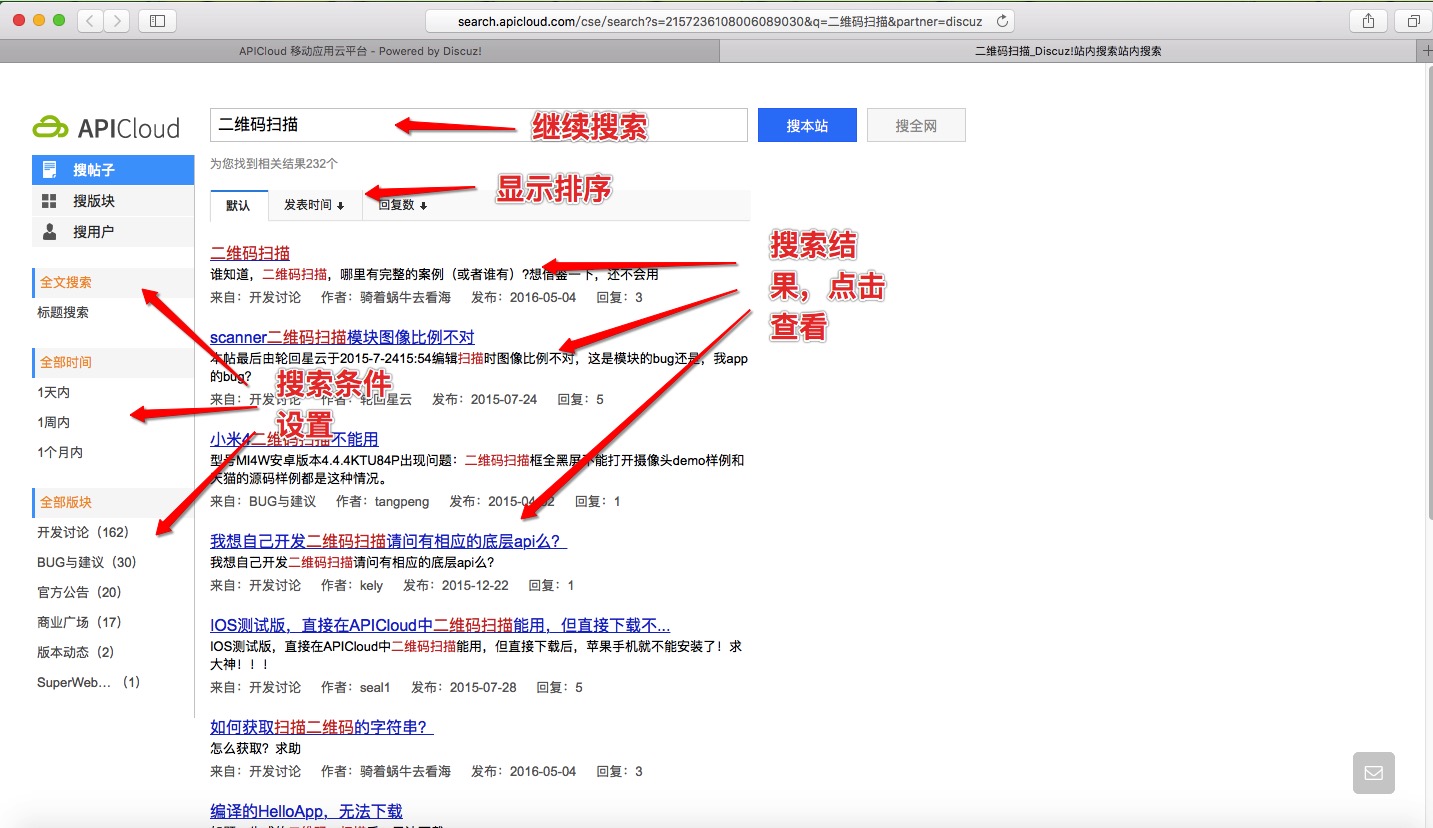 search.apicloud.com/cse/search?s=2157236108006089030&q=二维码扫描&partner=discuz
APICloud 移动应用云平台 - Powered by Discuz!
二维码扫描_Discuz!站内搜索站内搜索
APICloud
二维码扫描
继续搜索
搜本站
搜全网
为您找到相关结果232个
搜帖子
搜版块
搜用户
默认
发表时间
回复数
显示排序
全文搜索
标题搜索
全部时间
1天内
1周内
1个月内
搜索条件
设置
全部版块
开发讨论（162）
BUG与建议（30）
官方公告（20）
商业广场（17）
版本动态（2）
SuperWeb... （1）
二维码扫描
谁知道，二维码扫描，哪里有完整的案例（或者谁有）?想借鉴一下，还不会用
来自：开发讨论 作者：骑着蜗牛去看海 发布：2016-05-04 回复：3
搜索结
果，点击
查看
scanner二维码扫描模块图像比例不对
本帖最后由轮回星云于2015-7-2415:54编辑扫描时图像比例不对，这是模块的bug还是，我app
的bug?
来自：开发讨论 作者：轮回星云 发布：2015-07-24 回复：5
小米4二维码扫描不能用
型号MI4W安卓版本4.4.4KTU84P出现问题：二维码扫描框全黑屏不能打开摄像头demo样例和
天猫的源码样例都是这种情况。
来自：BUG与建议 作者：tangpeng 发布：2015-04-02 回复：1
我想自己开发二维码扫描请问有相应的底层api么？
我想自己开发二维码扫描请问有相应的底层api么?
来自：开发讨论 作者：kely 发布：2015-12-22 回复：1
IOS测试版，直接在APICloud中二维码扫描能用，但直接下载不...
IOS测试版，直接在APICloud中二维码扫描能用，但直接下载后，苹果手机就不能安装了！求
大神！！！
来自：开发讨论 作者：seal1 发布：2015-07-28 回复：5
如何获取扫描二维码的字符串？
怎么获取？求助
来自：开发讨论 作者：骑着蜗牛去看海 发布：2016-05-04 回复：3
编译的HelloApp，无法下载